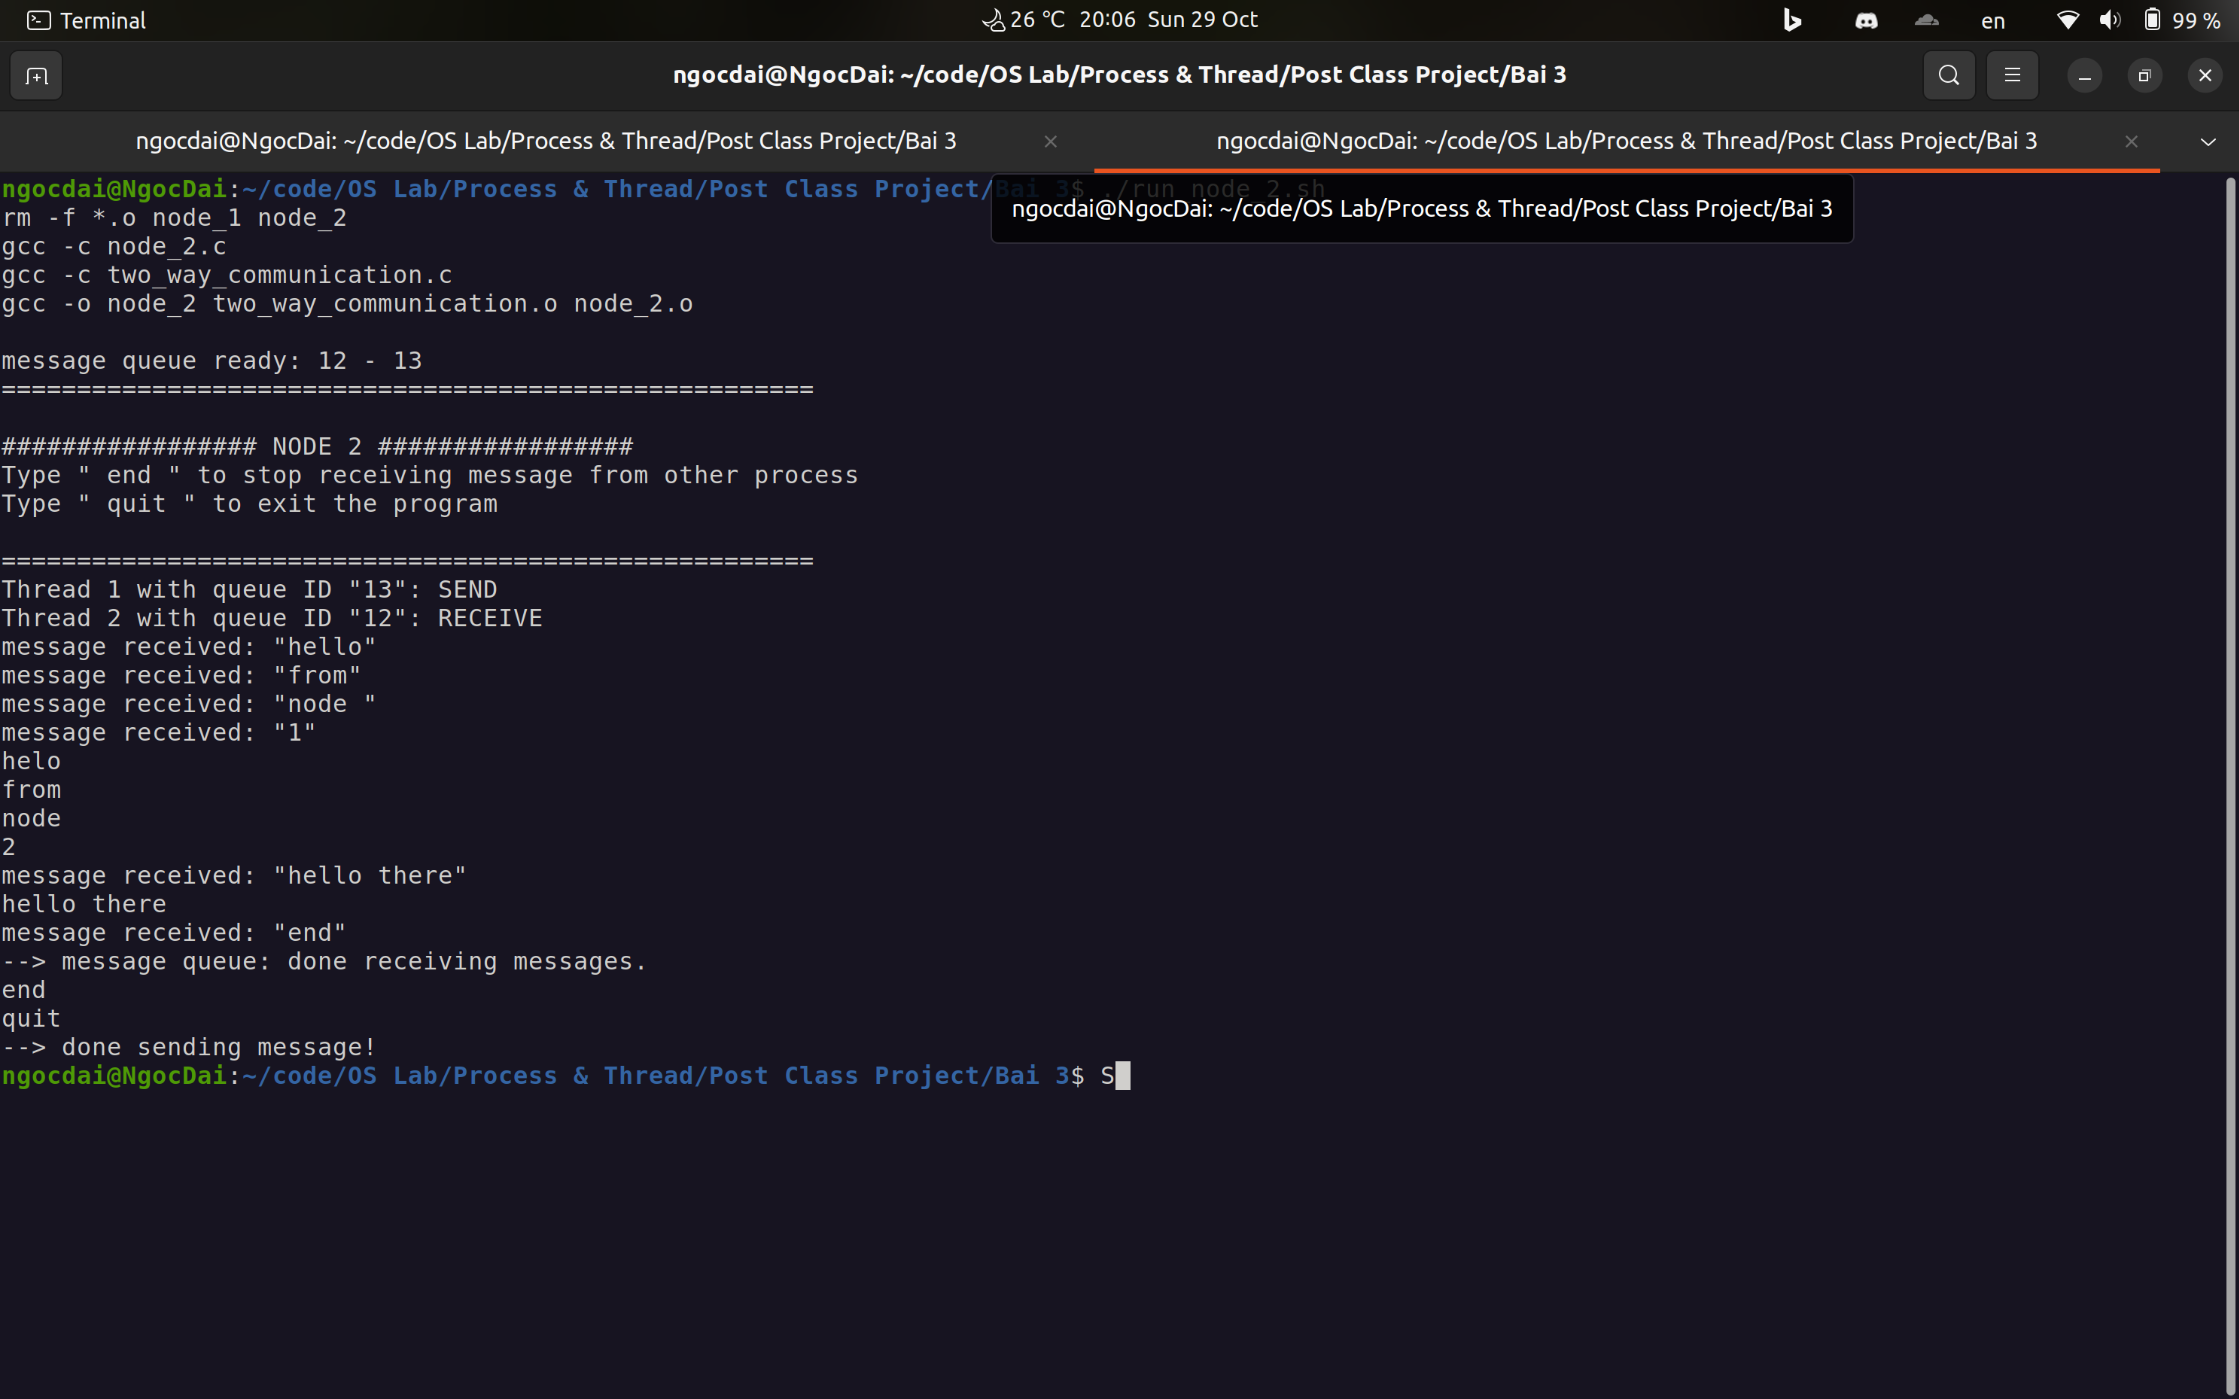 Terminal
26 °C 20:06 Sun 29 Oct
en
99 %
ngocdai@NgocDai: ~/code/OS Lab/Process & Thread/Post Class Project/Bai 3
ngocdai@NgocDai: ~/code/OS Lab/Process & Thread/Post Class Project/Bai 3
ngocdai@NgocDai: ~/code/OS Lab/Process & Thread/Post Class Project/Bai 3
ngocdai@NgocDai:~/code/OS Lab/Process & Thread/Post Class Project/Bai 3$ ./run node 2.sh
ngocdai@NgocDai: ~/code/OS Lab/Process & Thread/Post Class Project/Bai 3
rm -f *.o node_1 node_2
gcc -c node_2.c
gcc -c two_way_communication.c
gcc -o node_2 two_way_communication.o node_2.o
message queue ready: 12 - 13
======================================================
################# NODE 2 #################
Type " end " to stop receiving message from other process
Type " quit " to exit the program
======================================================
Thread 1 with queue ID "13": SEND
Thread 2 with queue ID "12": RECEIVE
message received: "hello"
message received: "from"
message received: "node "
message received: "1"
helo
from
node
2
message received: "hello there"
hello there
message received: "end"
--> message queue: done receiving messages.
end
quit
--> done sending message!
ngocdai@NgocDai:~/code/OS Lab/Process & Thread/Post Class Project/Bai 3$ S